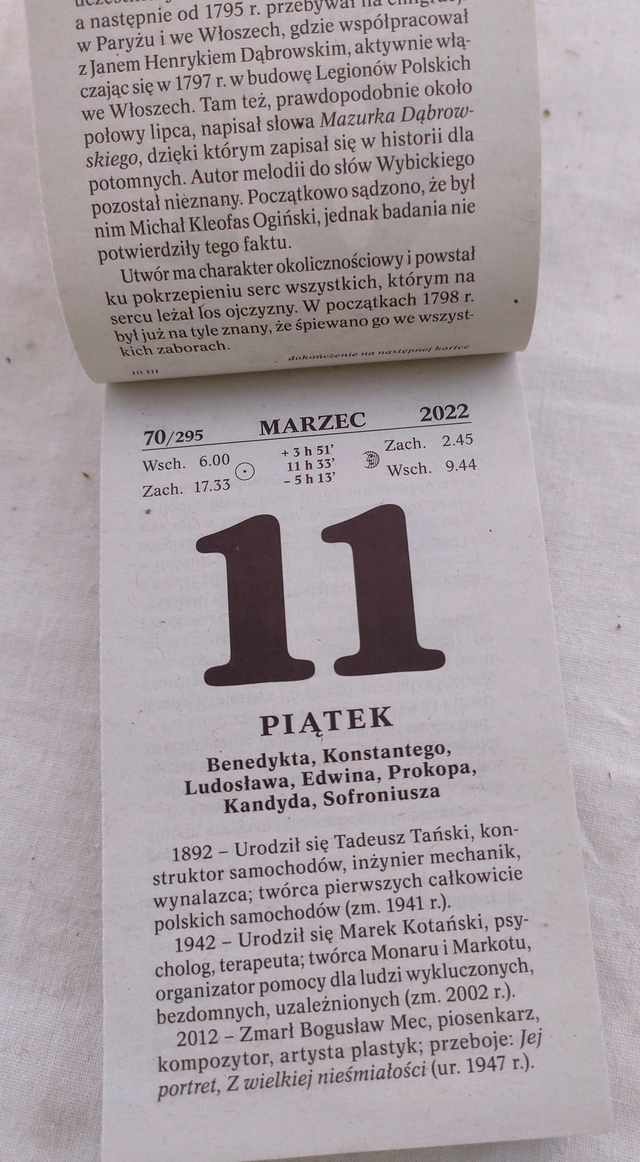 a następnie od 1795 r. przebywał na
w Paryżu i we Włoszech, gdzie współpracował
z Janem Henrykiem Dąbrowskim, aktywnie włą-
czając się w 1797 r. w budowę Legionów Polskich
we Włoszech. Tam też, prawdopodobnie około
połowy lipca, napisał słowa Mazurka Dąbrow-
skiego, dzięki którym zapisał się w historii dla
potomnych. Autor melodii do słów Wybickiego
pozostał nieznany. Początkowo sądzono, że był
nim Michał Kleofas Ogiński, jednak badania nie
potwierdziły tego faktu.
Utwór ma charakter okolicznościowy i powstał
ku pokrzepieniu serc wszystkich, którym na
sercu leżał los ojczyzny. W początkach 1798 r.
był już na tyle znany, że śpiewano go we wszyst-
kich zaborach.
dokończenie na następnej kartce
10 III
70/295 MARZEC 2022
Wsch. 6.00 + 3 h 51' Zach. 2.45
11 h 33'
Zach. 17.33 – 5 h 13' Wsch. 9.44
11
PIĄTEK
Benedykta, Konstantego,
Ludosława, Edwina, Prokopa,
Kandyda, Sofroniusza
1892 – Urodził się Tadeusz Tański, kon-
struktor samochodów, inżynier mechanik,
wynalazca; twórca pierwszych całkowicie
polskich samochodów (zm. 1941 r.).
1942 – Urodził się Marek Kotański, psy-
cholog, terapeuta; twórca Monaru i Markotu,
organizator pomocy dla ludzi wykluczonych,
bezdomnych, uzależnionych (zm. 2002 r.).
2012 – Zmarł Bogusław Mec, piosenkarz,
kompozytor, artysta plastyk; przeboje: Jej
portret, Z wielkiej nieśmiałości (ur. 1947 r.).